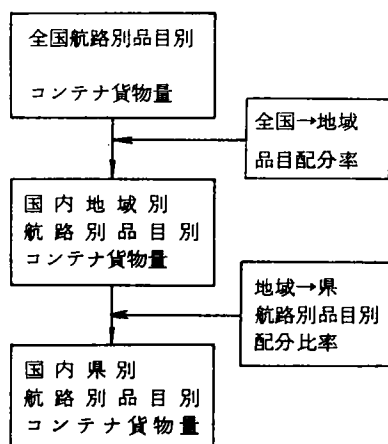 全国航路別品目別
コンテナ貨物量
全国→地域
品目配分率
国内地域別
航路別品目別
コンテナ貨物量
地域→県
航路別品目別
配分比率
国内県別
航路別品目別
コンテナ貨物量